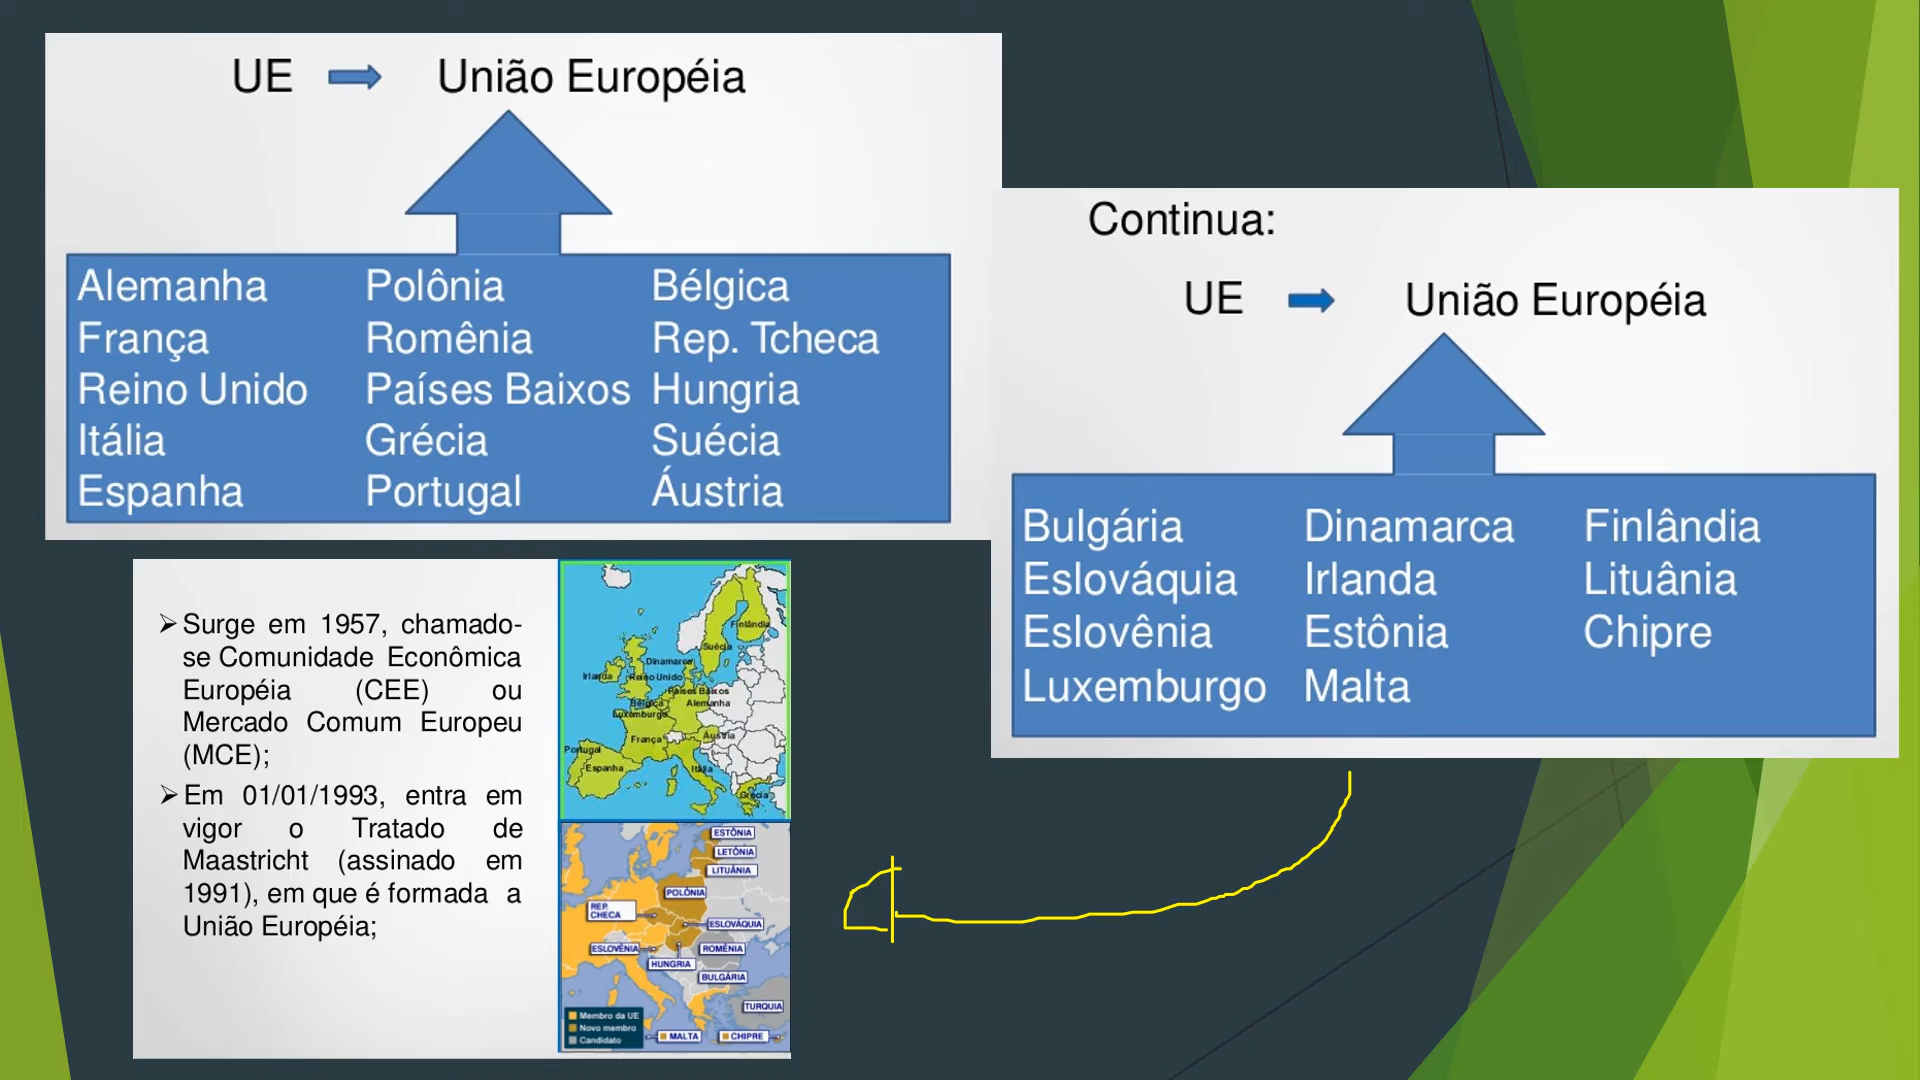 UE União Européia
Alemanha Polônia Bélgica
França Romênia Rep. Tcheca
Reino Unido Países Baixos Hungria
Itália Grécia Suécia
Espanha Portugal Áustria
Continua:
UE União Européia
Bulgária Dinamarca Finlândia
Eslováquia Irlanda Lituânia
Eslovênia Estônia Chipre
Luxemburgo Malta
Surge em 1957, chamado-
se Comunidade Econômica
Européia (CEE) ou
Mercado Comum Europeu
(MCE);
Em 01/01/1993, entra em
vigor o Tratado de
Maastricht (assinado em
1991), em que é formada a
União Européia;
Finlândia
Suécia
Dinamarca
Irlanda Reino Unido
Países Baixos
Bélgica Alemanha
Luxemburgo
França Áustria
Portugal
Espanha Itália
Grécia
ESTÔNIA
LETÔNIA
LITUÂNIA
POLÔNIA
REP.
CHECA
ESLOVÁQUIA
ESLOVÊNIA ROMÊNIA
HUNGRIA
BULGÁRIA
TURQUIA
Membro da UE
Novo membro
Candidato
MALTA CHIPRE